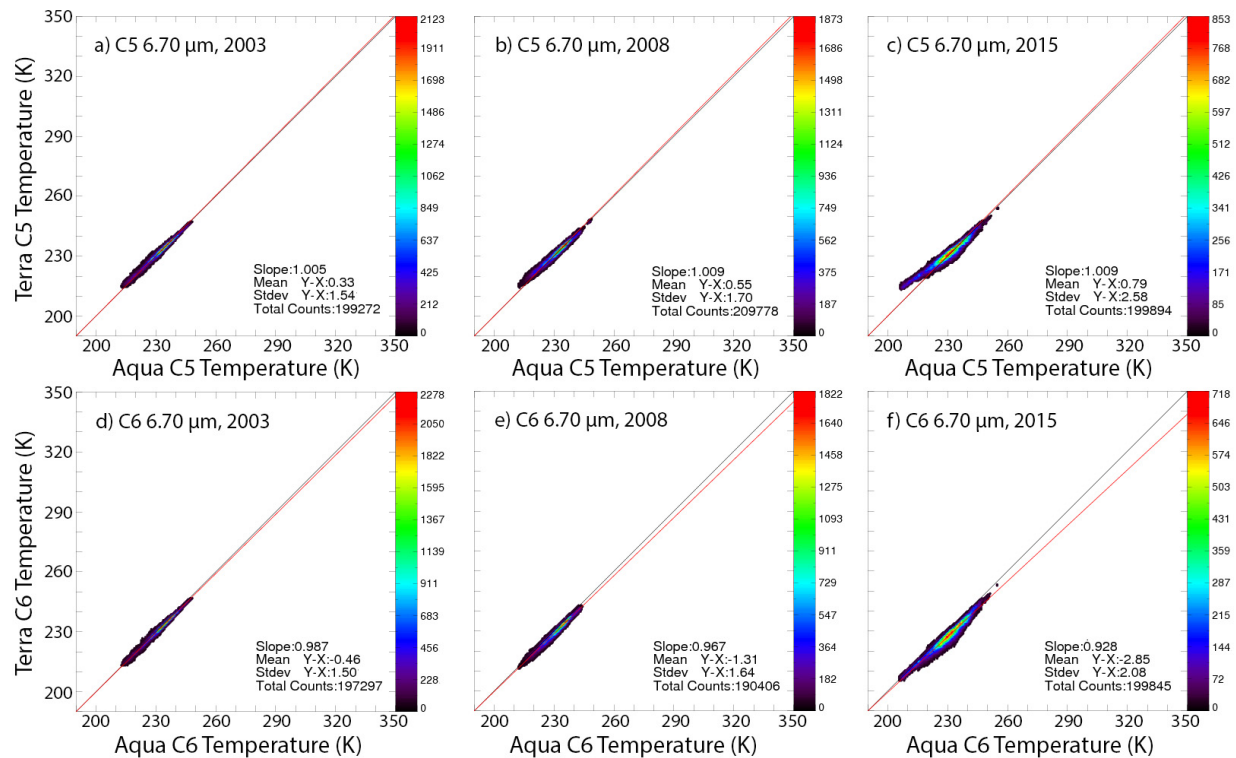 a) C5 6.70 µm, 2003
Terra C5 Temperature (K)
350
320
290
260
230
200
Slope:1.005
Mean Y-X:0.33
Stdev Y-X:1.54
Total Counts:199272
200 230 260 290 320 350
Aqua C5 Temperature (K)
2123
1911
1698
1486
1274
1062
849
637
425
212
0
b) C5 6.70 µm, 2008
Slope:1.009
Mean Y-X:0.55
Stdev Y-X:1.70
Total Counts:209778
200 230 260 290 320 350
Aqua C5 Temperature (K)
1873
1686
1498
1311
1124
936
749
562
375
187
0
c) C5 6.70 µm, 2015
Slope:1.009
Mean Y-X:0.79
Stdev Y-X:2.58
Total Counts:199894
200 230 260 290 320 350
Aqua C5 Temperature (K)
853
768
682
597
512
426
341
256
171
85
0
d) C6 6.70 µm, 2003
Terra C6 Temperature (K)
350
320
290
260
230
200
Slope:0.987
Mean Y-X:-0.46
Stdev Y-X:1.50
Total Counts:197297
200 230 260 290 320 350
Aqua C6 Temperature (K)
2278
2050
1822
1595
1367
1139
911
683
456
228
0
e) C6 6.70 µm, 2008
Slope:0.967
Mean Y-X:-1.31
Stdev Y-X:1.64
Total Counts:190406
200 230 260 290 320 350
Aqua C6 Temperature (K)
1822
1640
1458
1275
1093
911
729
547
364
182
0
f) C6 6.70 µm, 2015
Slope:0.928
Mean Y-X:-2.85
Stdev Y-X:2.08
Total Counts:199845
200 230 260 290 320 350
Aqua C6 Temperature (K)
718
646
574
503
431
359
287
215
144
72
0